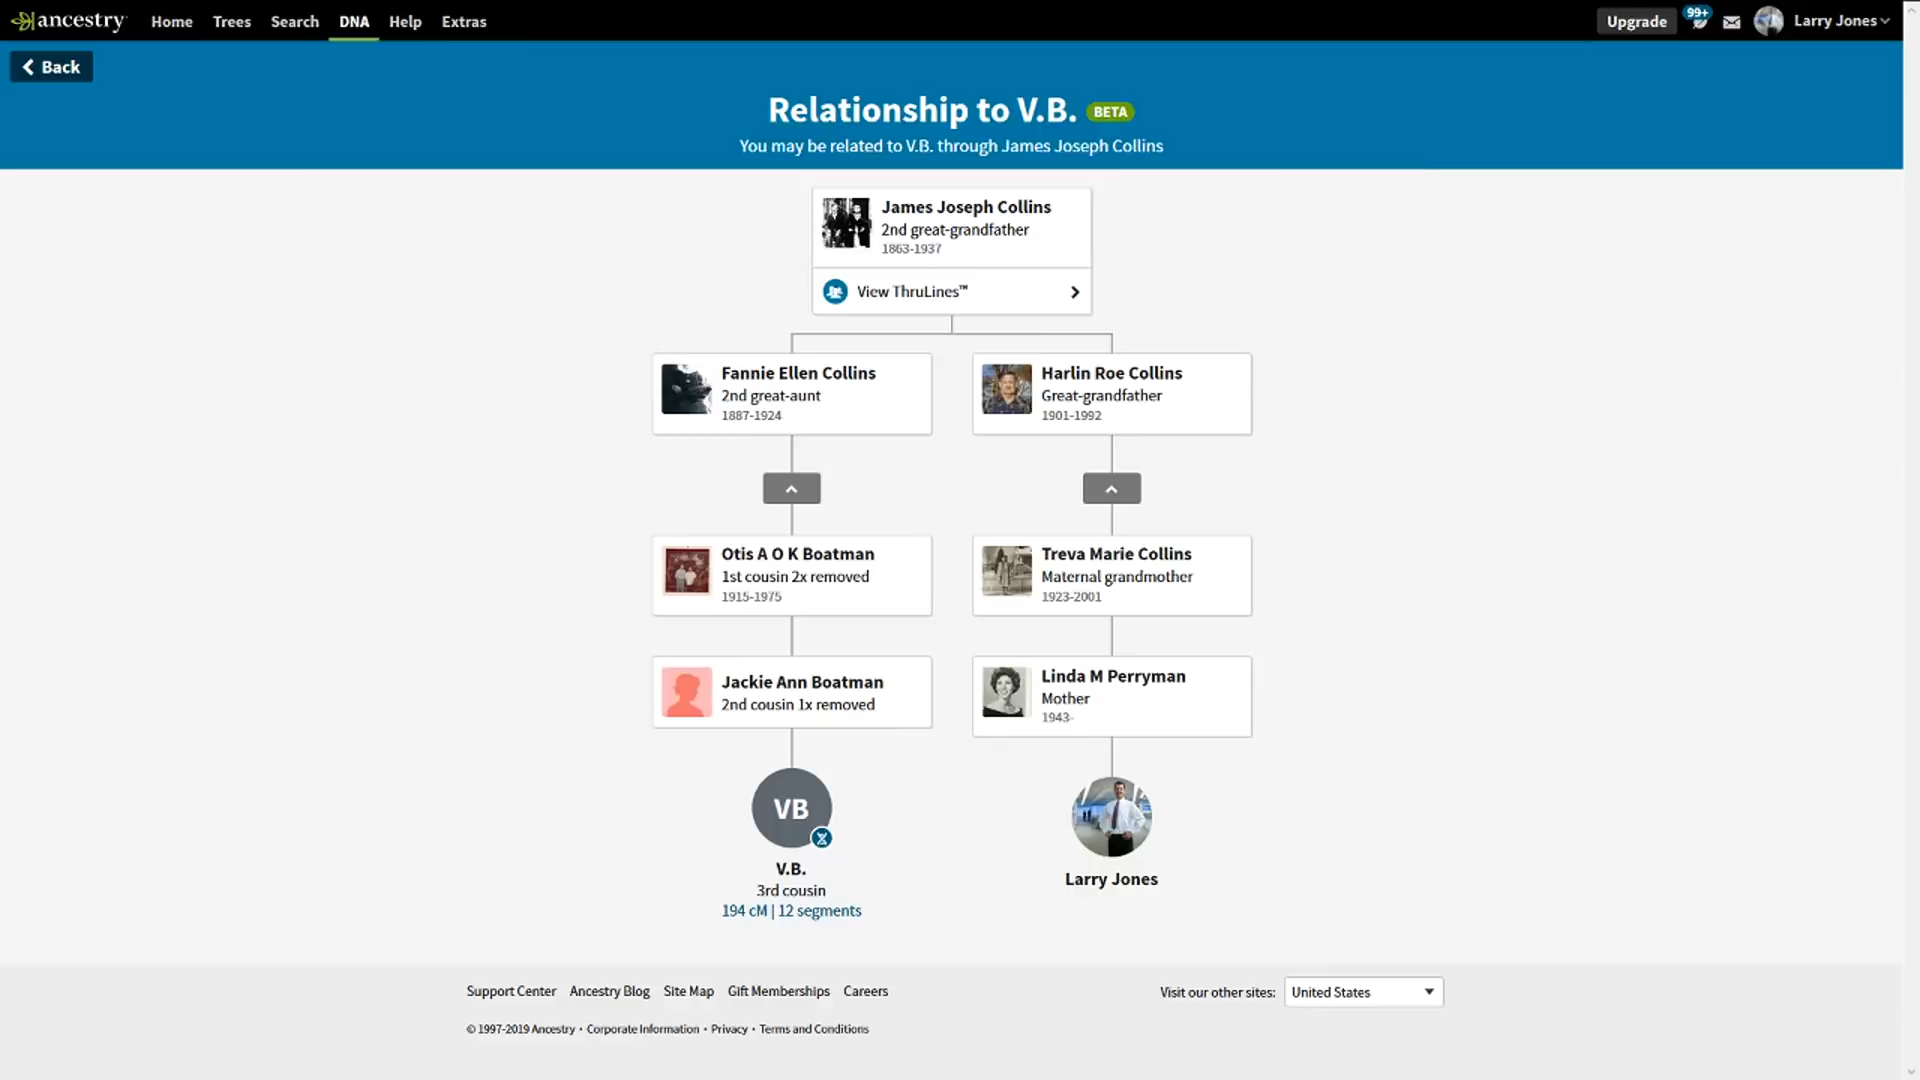 ancestry Home Trees Search DNA Help Extras Upgrade 99+ Larry Jones
Back
Relationship to V.B. BETA
You may be related to V.B. through James Joseph Collins
James Joseph Collins
2nd great-grandfather
1863-1937
View ThruLines™
Fannie Ellen Collins
2nd great-aunt
1887-1924
Harlin Roe Collins
Great-grandfather
1901-1992
Otis A O K Boatman
1st cousin 2x removed
1915-1975
Treva Marie Collins
Maternal grandmother
1923-2001
Jackie Ann Boatman
2nd cousin 1x removed
Linda M Perryman
Mother
1943-
VB
V.B.
3rd cousin
194 cM | 12 segments
Larry Jones
Support Center Ancestry Blog Site Map Gift Memberships Careers
Visit our other sites: United States
© 1997-2019 Ancestry • Corporate Information • Privacy • Terms and Conditions